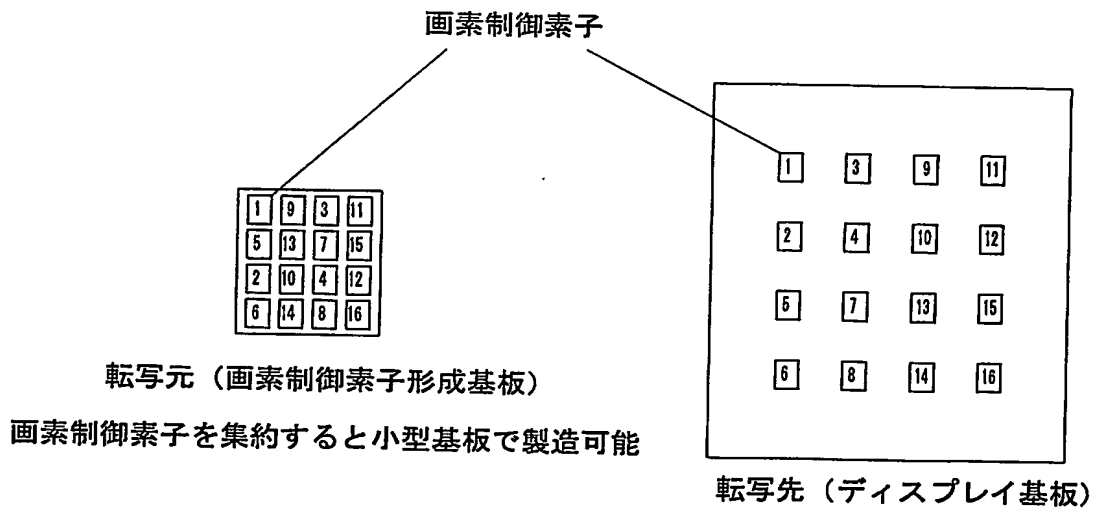 画素制御素子
1 9 3 11
5 13 7 15
2 10 4 12
6 14 8 16
転写元（画素制御素子形成基板）
画素制御素子を集約すると小型基板で製造可能
1 3 9 11
2 4 10 12
5 7 13 15
6 8 14 16
転写先（ディスプレイ基板）